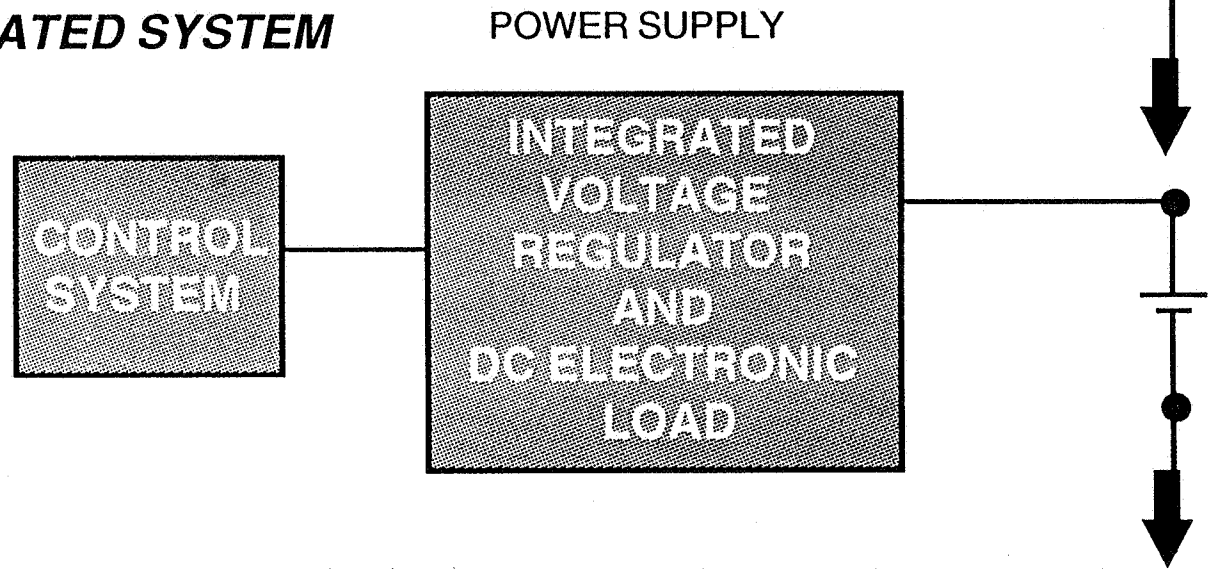 ATED SYSTEM
POWER SUPPLY
CONTROL
SYSTEM
INTEGRATED
VOLTAGE
REGULATOR
AND
DC ELECTRONIC
LOAD